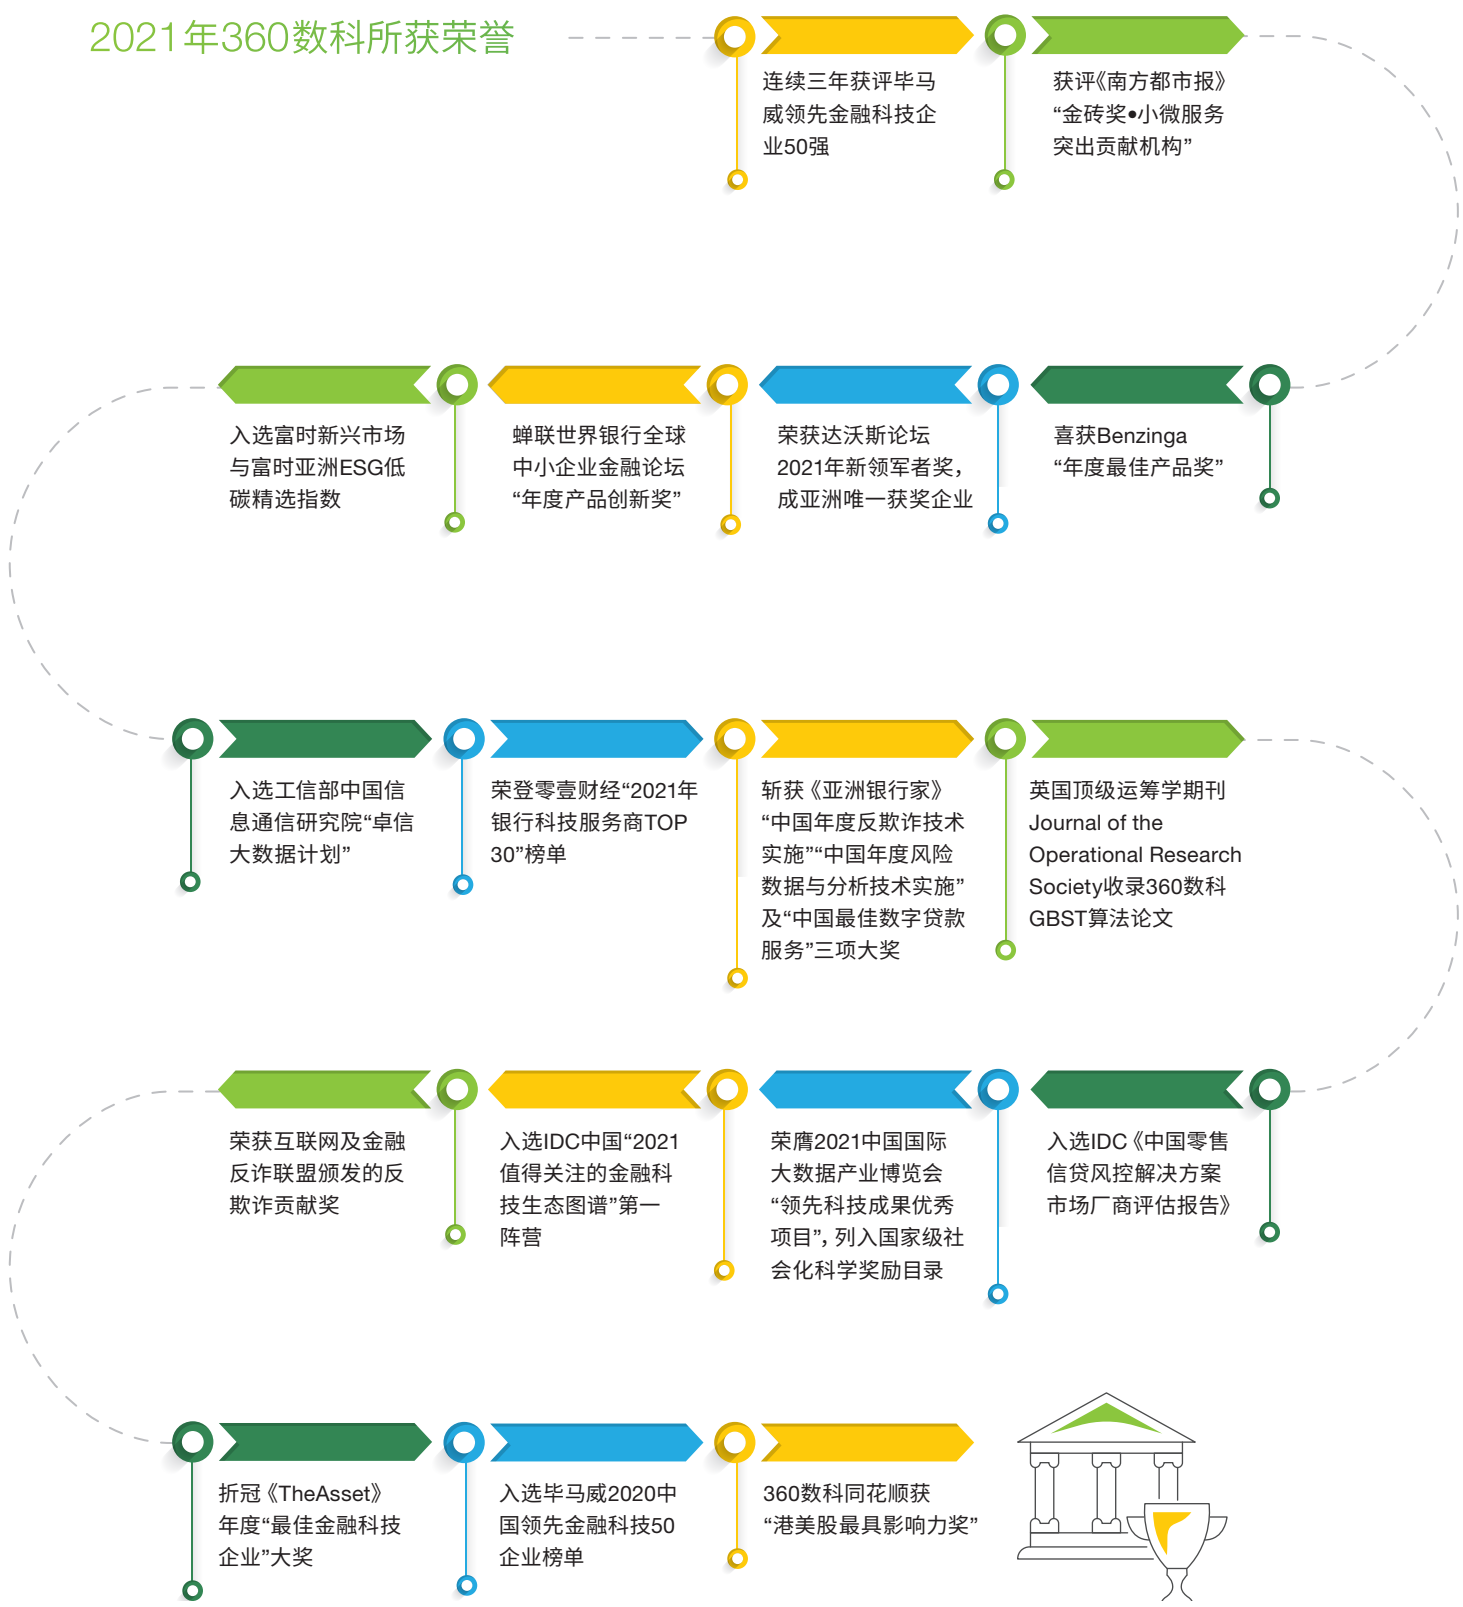 2021年360数科所获荣誉
连续三年获评毕马
威领先金融科技企
业50强
获评《南方都市报》
“金砖奖•小微服务
突出贡献机构”
入选富时新兴市场
与富时亚洲ESG低
碳精选指数
蝉联世界银行全球
中小企业金融论坛
“年度产品创新奖”
荣获达沃斯论坛
2021年新领军者奖，
成亚洲唯一获奖企业
喜获Benzinga
“年度最佳产品奖”
入选工信部中国信
息通信研究院“卓信
大数据计划”
荣登零壹财经“2021年
银行科技服务商TOP
30”榜单
斩获《亚洲银行家》
“中国年度反欺诈技术
实施”“中国年度风险
数据与分析技术实施”
及“中国最佳数字贷款
服务”三项大奖
英国顶级运筹学期刊
Journal of the
Operational Research
Society收录360数科
GBST算法论文
荣获互联网及金融
反诈联盟颁发的反
欺诈贡献奖
入选IDC中国“2021
值得关注的金融科
技生态图谱”第一
阵营
荣膺2021中国国际
大数据产业博览会
“领先科技成果优秀
项目”，列入国家级社
会化科学奖励目录
入选IDC《中国零售
信贷风控解决方案
市场厂商评估报告》
折冠《TheAsset》
年度“最佳金融科技
企业”大奖
入选毕马威2020中
国领先金融科技50
企业榜单
360数科同花顺获
“港美股最具影响力奖”